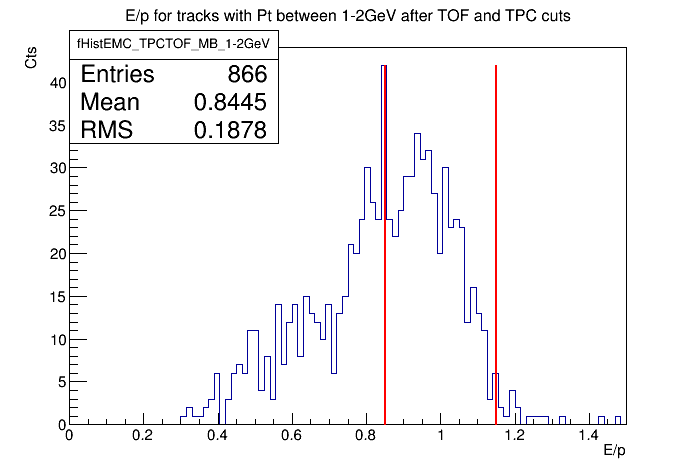 E/p for tracks with Pt between 1-2GeV after TOF and TPC cuts
fHistEMC_TPCTOF_MB_1-2GeV
Entries 866
Mean 0.8445
RMS 0.1878
Cts
40
35
30
25
20
15
10
5
0
0 0.2 0.4 0.6 0.8 1 1.2 1.4
E/p